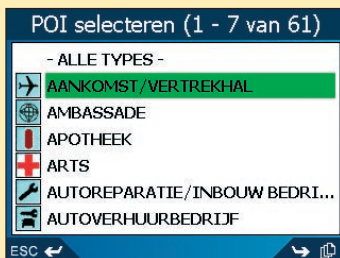 POI selecteren (1 - 7 van 61)
- ALLE TYPES -
AANKOMST/VERTREKHAL
AMBASSADE
APOTHEEK
ARTS
AUTOREPARATIE/INBOUW BEDRI...
AUTOVERHUURBEDRIJF
ESC